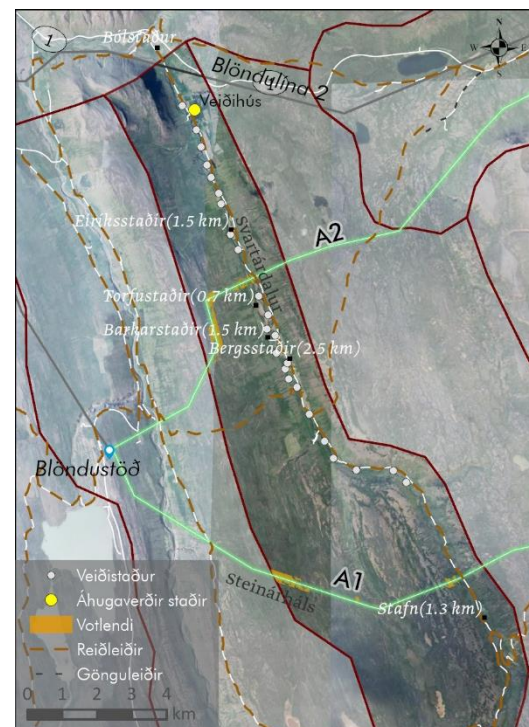 N
W
E
S
1
Bólstaður
Blöndulína 2
1
Veiðihús
Eiríksstaðir(1.5 km)
Svartárdalur
A2
Torfustaðir(0.7 km)
Barkarstaðir(1.5 km)
Bergsstaðir(2.5 km)
Blöndustöð
A1
Steinárháls
Stafn(1.3 km)
Veiðistaður
Áhugaverðir staðir
Votlendi
Reiðleiðir
Gönguleiðir
0 1 2 3 4
km